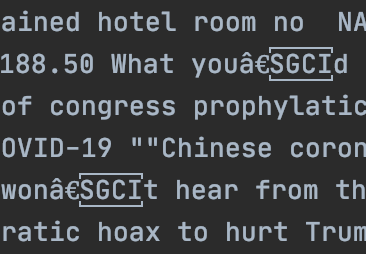 ained hotel room no  NA
188.50 What youâ€SGCId
of congress prophylatic
OVID-19 ""Chinese coron
wonâ€SGCIt hear from th
ratic hoax to hurt Trum